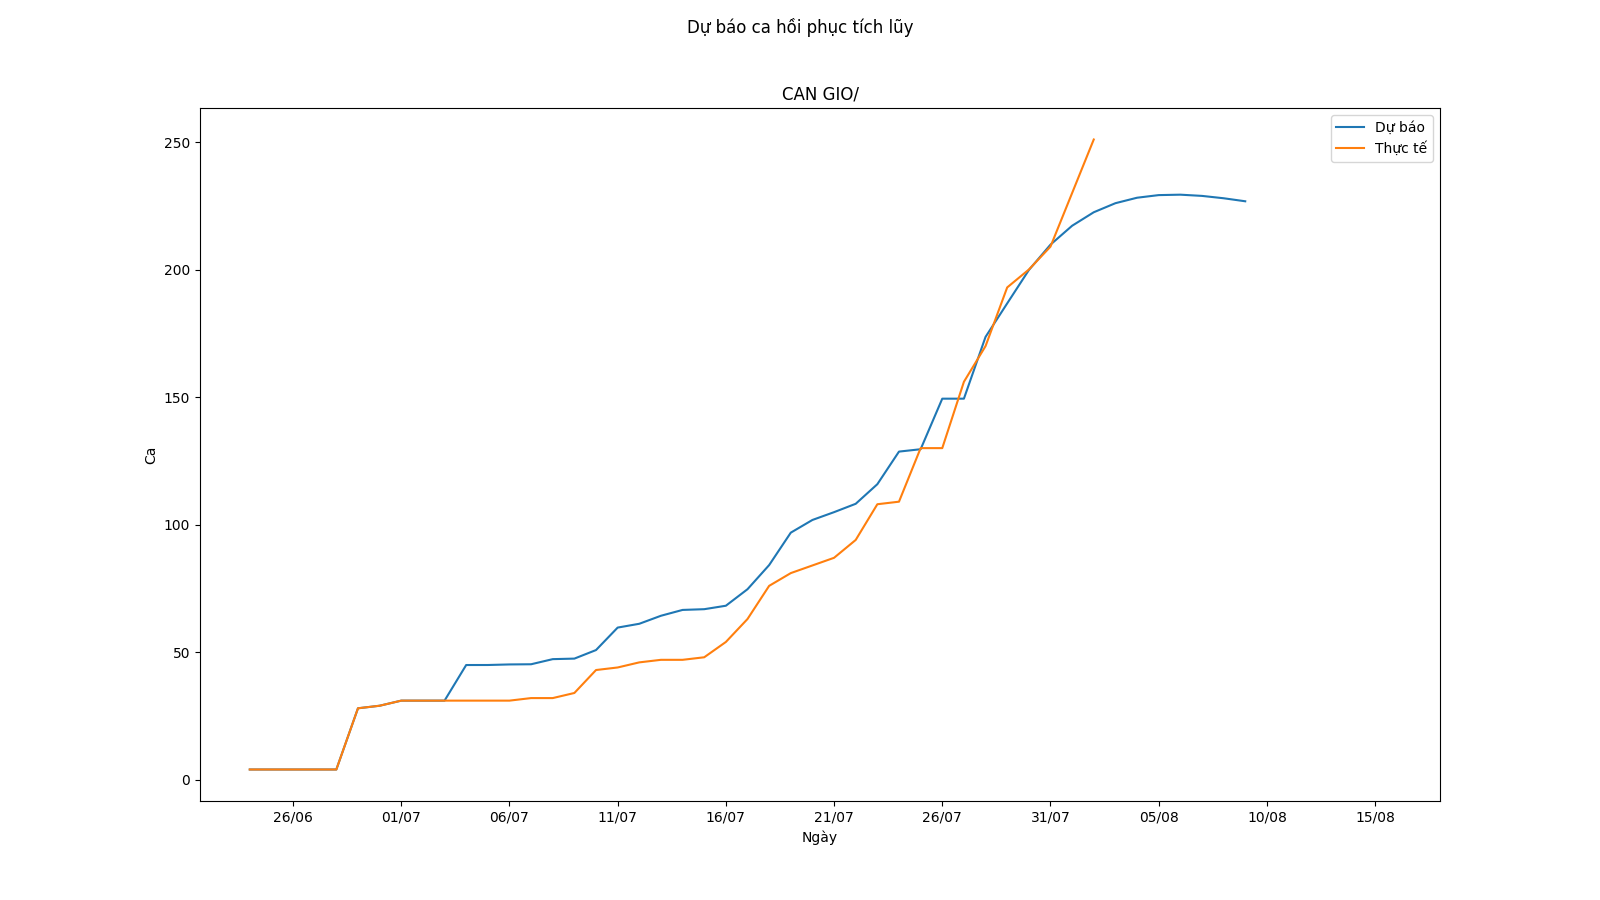 Dự báo ca hồi phục tích lũy
CAN GIO/
Dự báo
Thực tế
250
200
150
100
50
0
Ca
26/06
01/07
06/07
11/07
16/07
21/07
26/07
31/07
05/08
10/08
15/08
Ngày